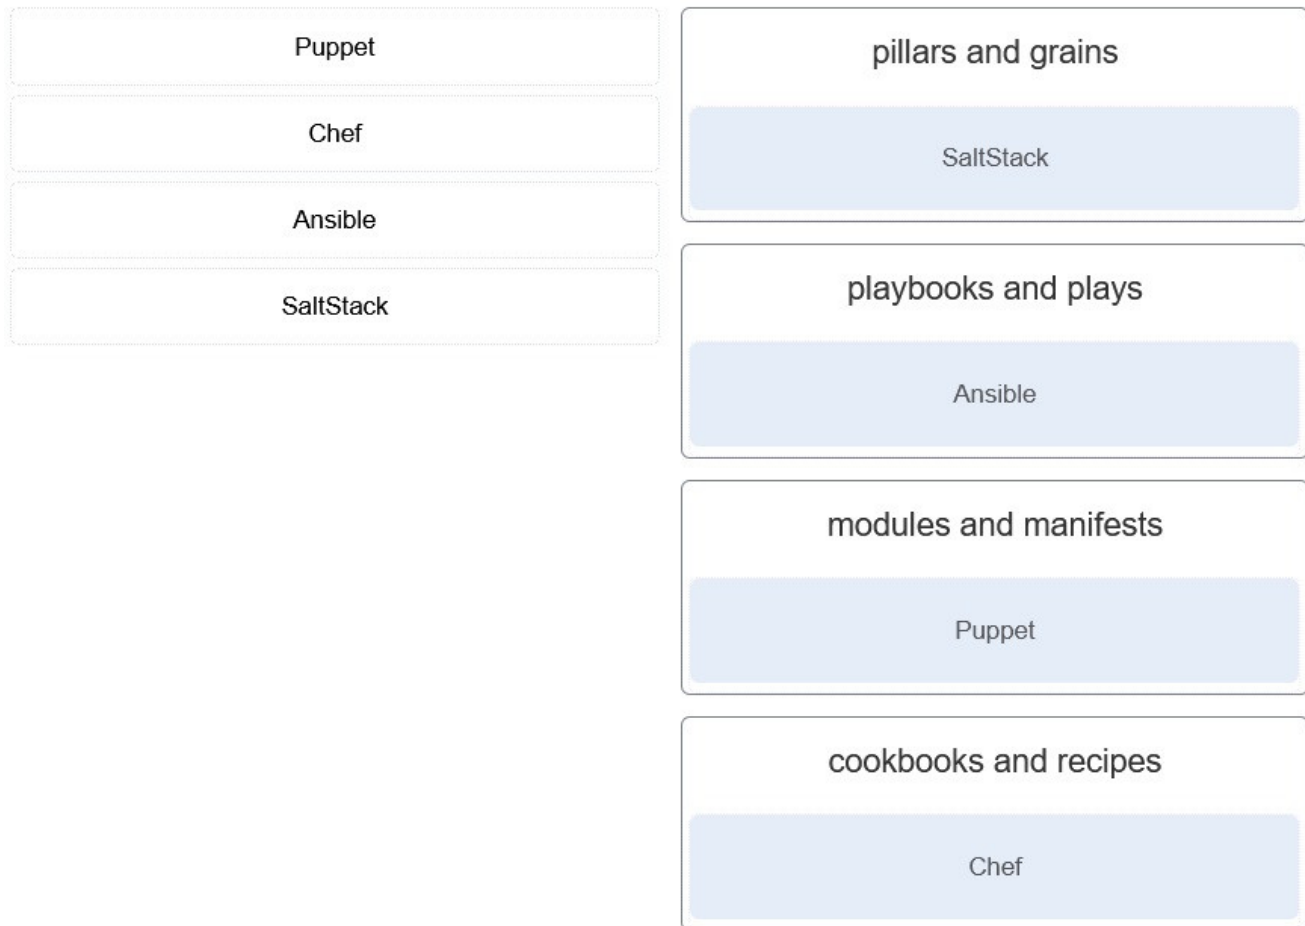 Puppet
Chef
Ansible
SaltStack
pillars and grains
SaltStack
playbooks and plays
Ansible
modules and manifests
Puppet
cookbooks and recipes
Chef